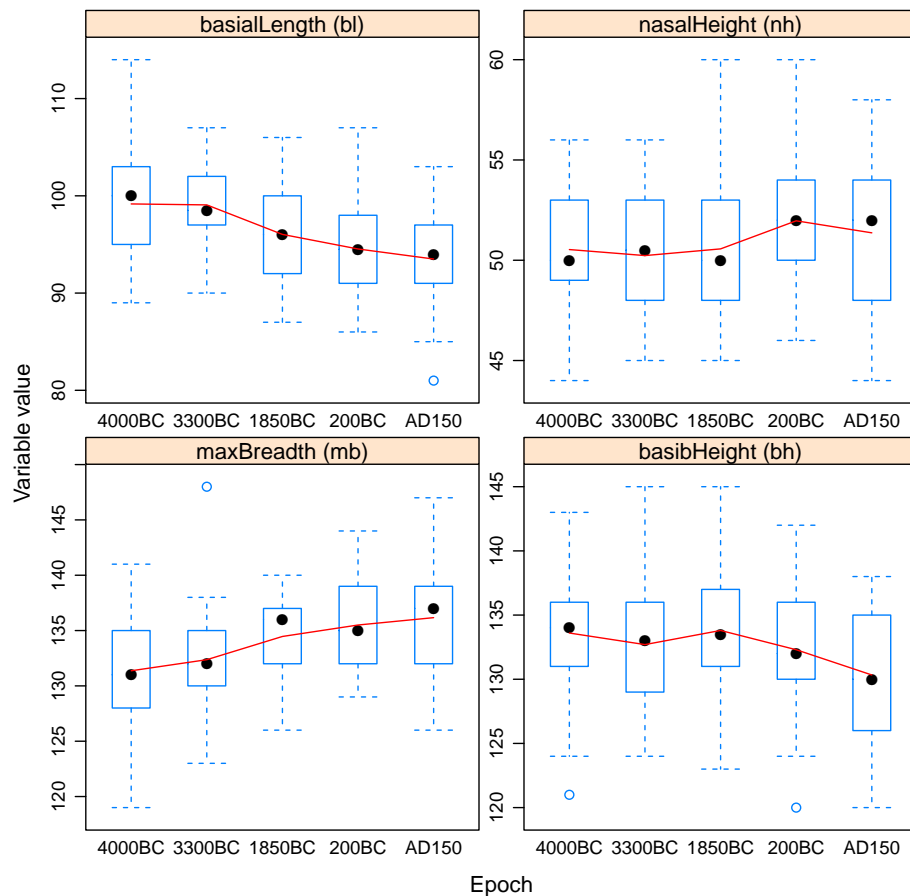 basialLength (bl)
nasalHeight (nh)
110
100
90
80
60
55
50
45
4000BC 3300BC 1850BC 200BC AD150
4000BC 3300BC 1850BC 200BC AD150
Variable value
maxBreadth (mb)
basibHeight (bh)
145
140
135
130
125
120
145
140
135
130
125
120
4000BC 3300BC 1850BC 200BC AD150
4000BC 3300BC 1850BC 200BC AD150
Epoch